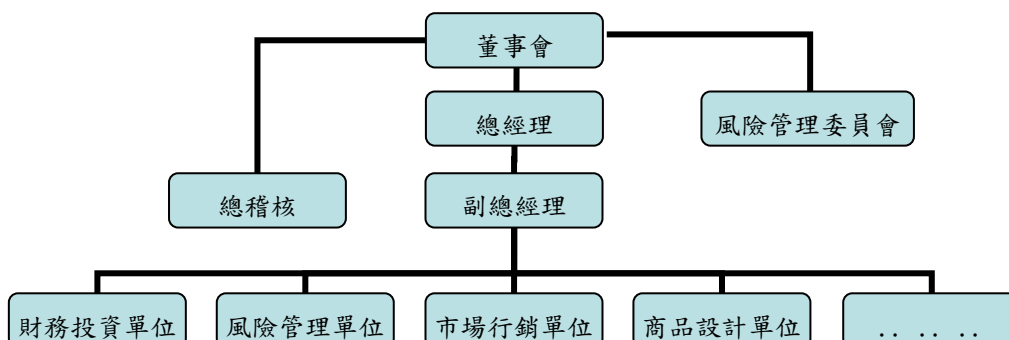 董事會
總經理
風險管理委員會
總稽核
副總經理
財務投資單位
風險管理單位
市場行銷單位
商品設計單位
‥ ‥ ‥